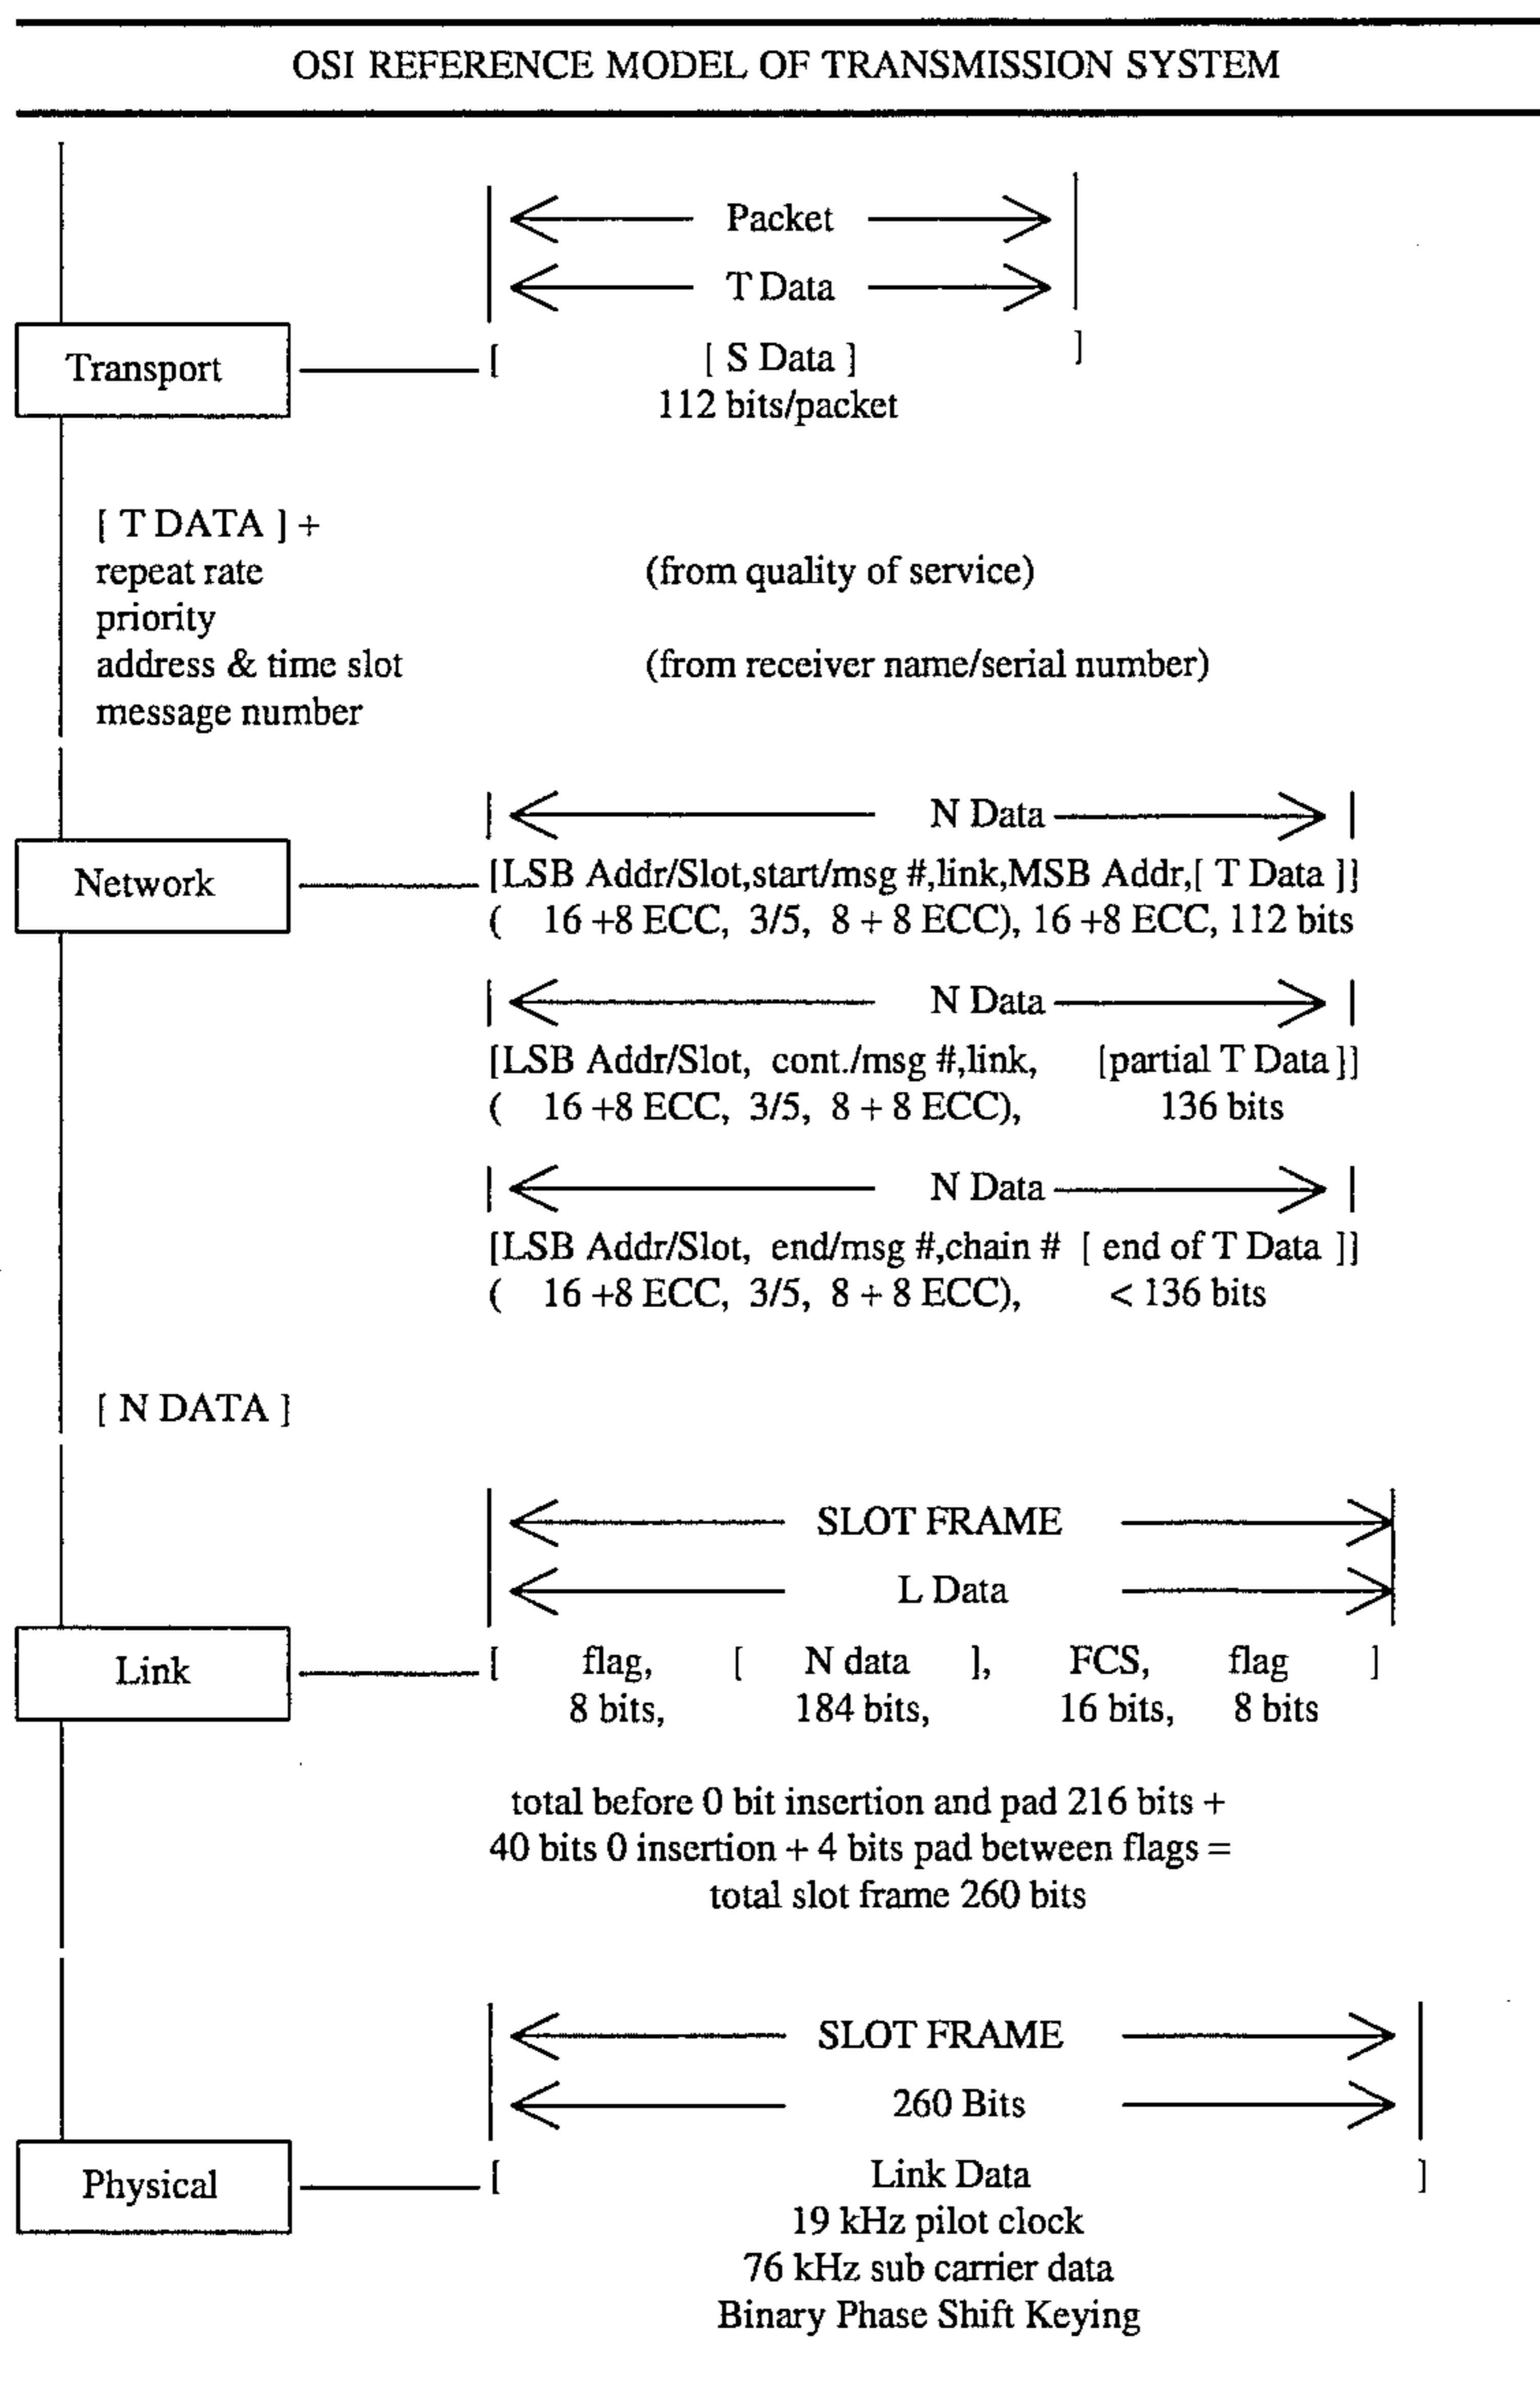 OSI REFERENCE MODEL OF TRANSMISSION SYSTEM
Packet
T Data
Transport
[ [ S Data ] ]
112 bits/packet
[ T DATA ] +
repeat rate (from quality of service)
priority
address & time slot (from receiver name/serial number)
message number
N Data
Network
[LSB Addr/Slot,start/msg #,link,MSB Addr,[ T Data ]]
( 16 +8 ECC, 3/5, 8 + 8 ECC), 16 +8 ECC, 112 bits
N Data
[LSB Addr/Slot, cont./msg #,link, [partial T Data]]
( 16 +8 ECC, 3/5, 8 + 8 ECC), 136 bits
N Data
[LSB Addr/Slot, end/msg #,chain # [ end of T Data ]]
( 16 +8 ECC, 3/5, 8 + 8 ECC), < 136 bits
[ N DATA ]
SLOT FRAME
L Data
Link
[ flag, [ N data ], FCS, flag ]
8 bits, 184 bits, 16 bits, 8 bits
total before 0 bit insertion and pad 216 bits +
40 bits 0 insertion + 4 bits pad between flags =
total slot frame 260 bits
SLOT FRAME
260 Bits
Physical
[ Link Data ]
19 kHz pilot clock
76 kHz sub carrier data
Binary Phase Shift Keying